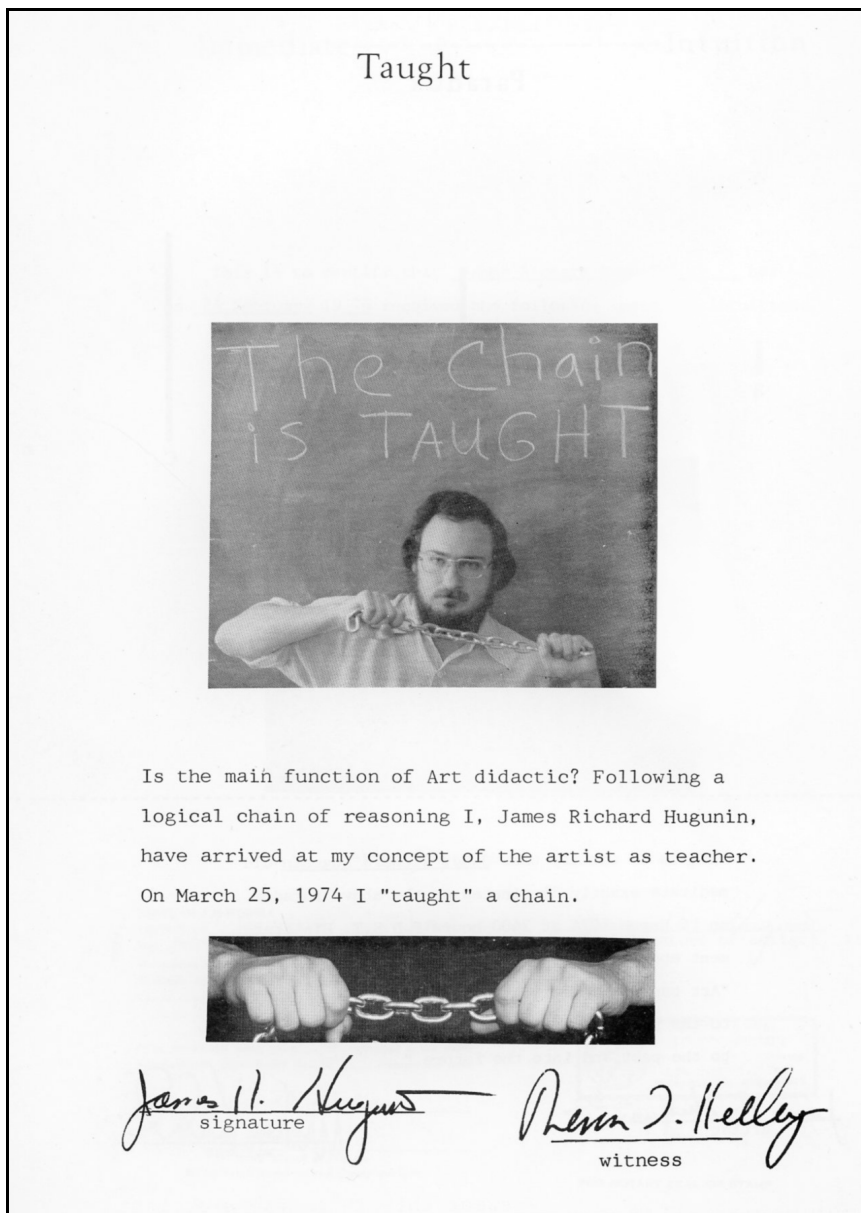 Taught
The Chain
is TAUGHT
Is the main function of Art didactic? Following a
logical chain of reasoning I, James Richard Hugunin,
have arrived at my concept of the artist as teacher.
On March 25, 1974 I "taught" a chain.
James R. Hugunin
signature
T. Kelley
witness